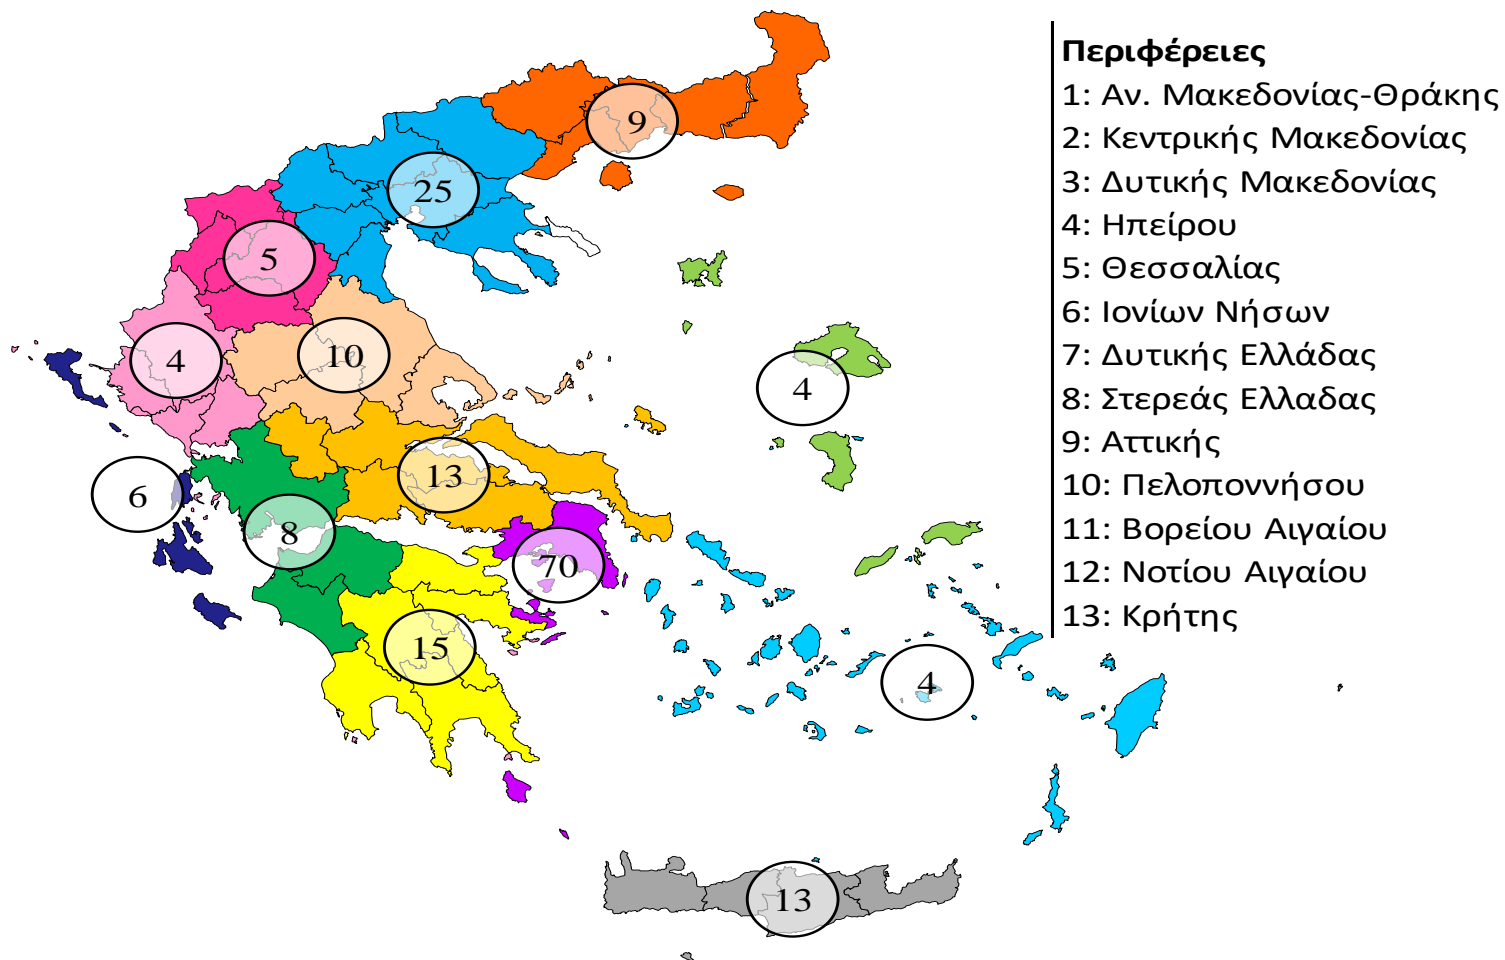 Περιφέρειες
1: Αν. Μακεδονίας-Θράκης
2: Κεντρικής Μακεδονίας
3: Δυτικής Μακεδονίας
4: Ηπείρου
5: Θεσσαλίας
6: Ιονίων Νήσων
7: Δυτικής Ελλάδας
8: Στερεάς Ελλαδας
9: Αττικής
10: Πελοποννήσου
11: Βορείου Αιγαίου
12: Νοτίου Αιγαίου
13: Κρήτης
9
25
5
4
10
4
13
6
8
70
15
4
13